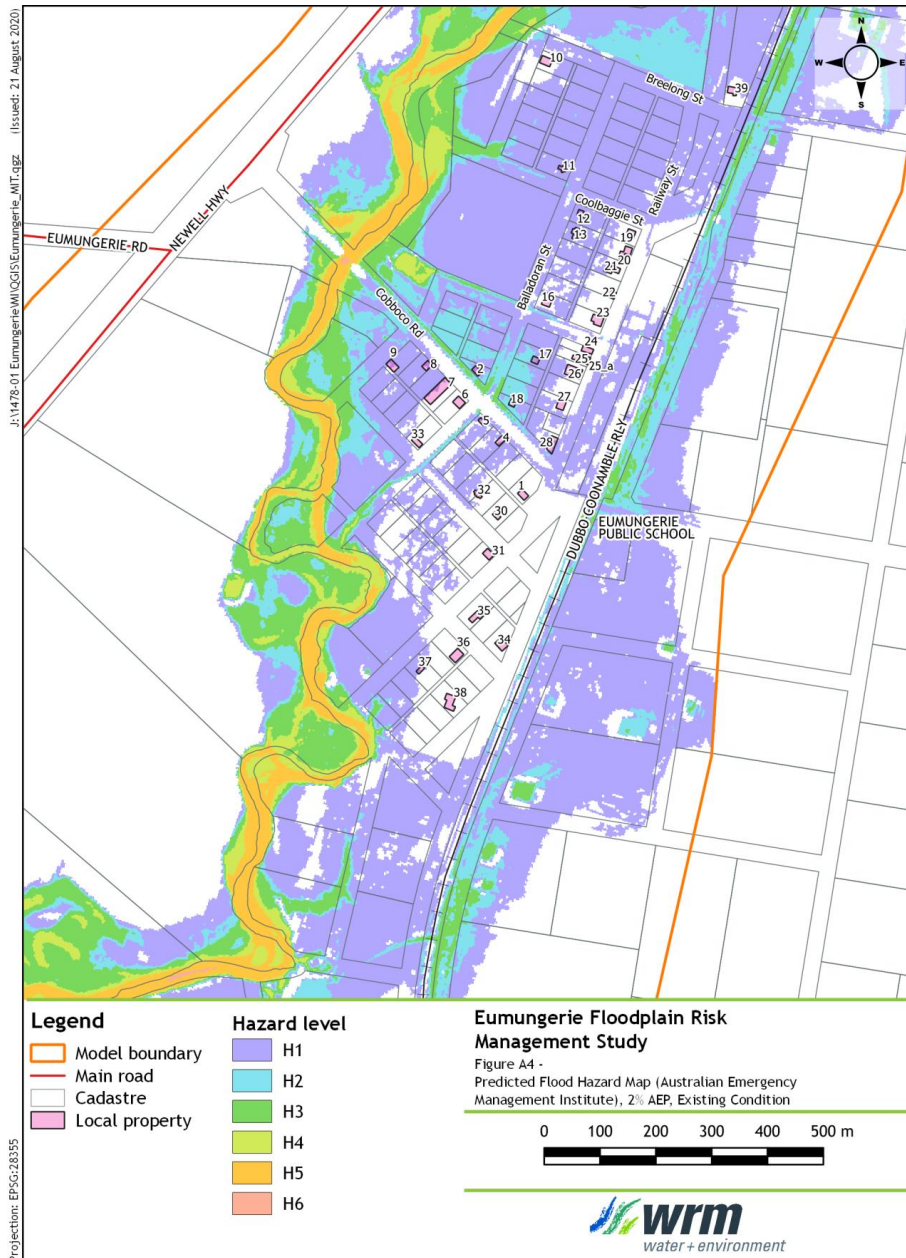 J:\1478-01 Eumungerie\MI\QGIS\Eumungerie_MIT.qgz (Issued: 21 August 2020)
N
W E
S
10
Breelong St
39
11
Railway St
Coolbaggie St
12
13
19
20
21
22
Balladoran St
16
23
EUMUNGERIE RD
NEWELL HWY
Cobboco Rd
24
25
25_a
26
17
9
8
2
7
6
18
27
5
4
28
33
DUBBO COONAMBLE RLY
32
1
30
EUMUNGERIE
PUBLIC SCHOOL
31
35
34
36
37
38
Legend
Model boundary
Main road
Cadastre
Local property
Hazard level
H1
H2
H3
H4
H5
H6
Eumungerie Floodplain Risk
Management Study
Figure A4 -
Predicted Flood Hazard Map (Australian Emergency
Management Institute), 2% AEP, Existing Condition
0 100 200 300 400 500 m
wrm
water + environment
Projection: EPSG:28355